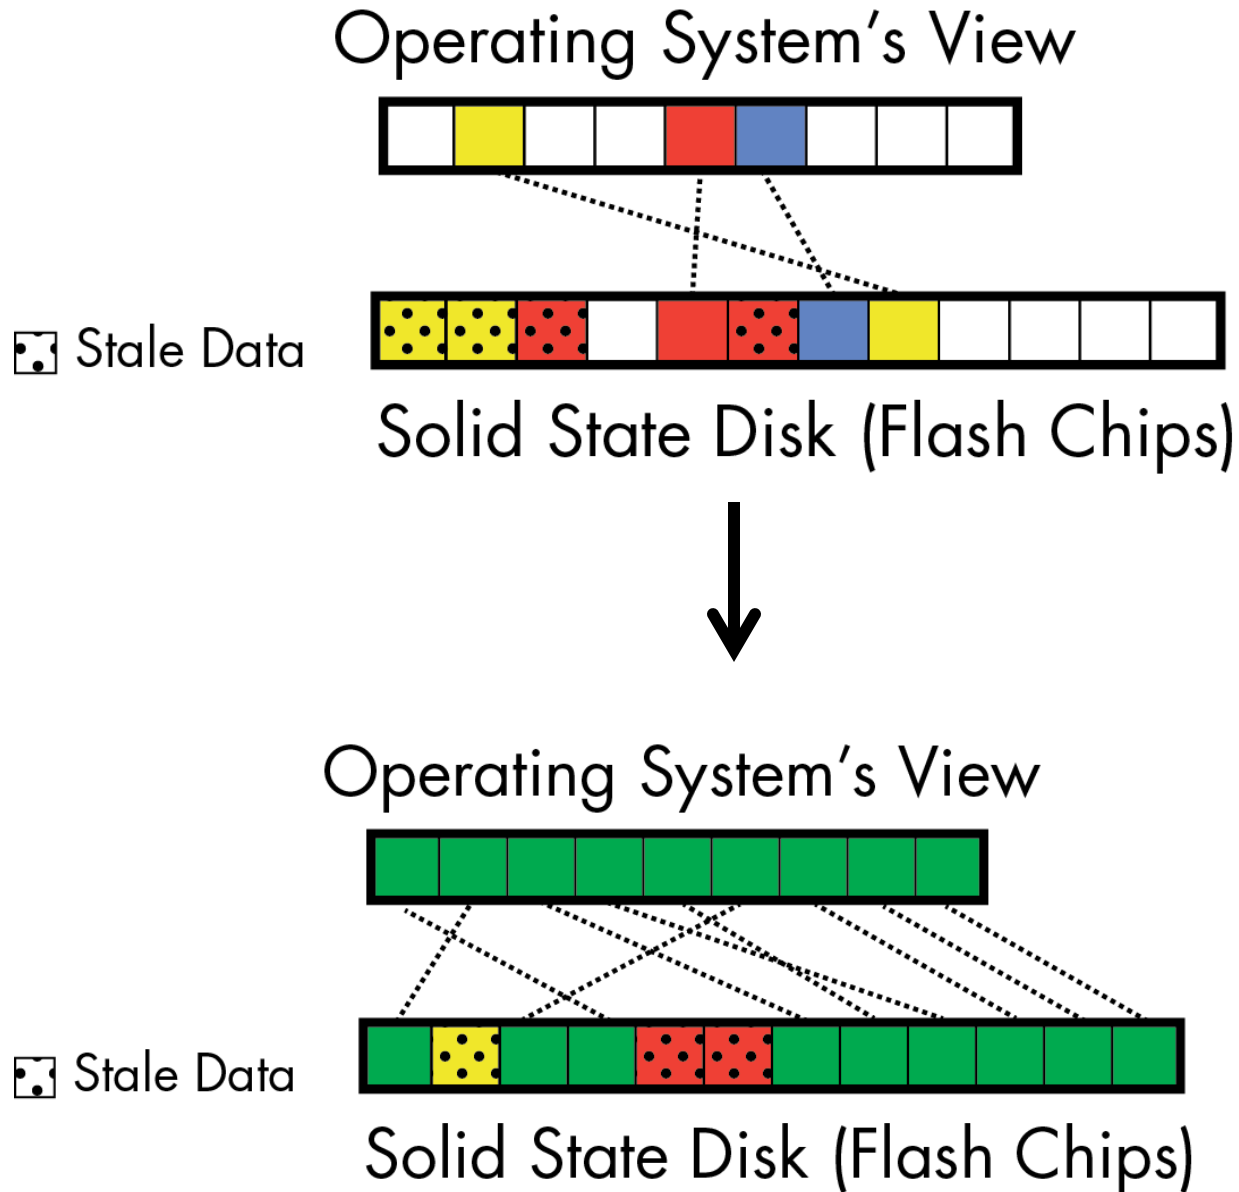 Operating System’s View
Stale Data
Solid State Disk (Flash Chips)
Operating System’s View
Stale Data
Solid State Disk (Flash Chips)